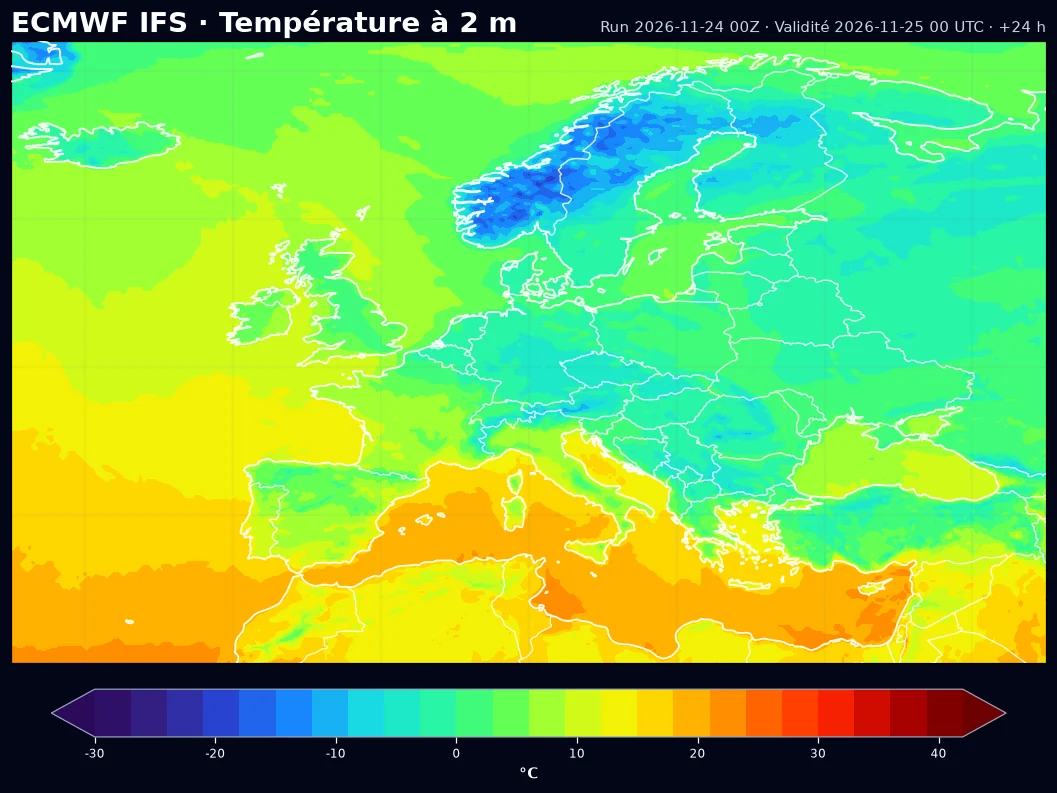 ECMWF IFS · Température à 2 m
Run 2026-11-24 00Z · Validité 2026-11-25 00 UTC · +24 h
-30 -20 -10 0 10 20 30 40
°C